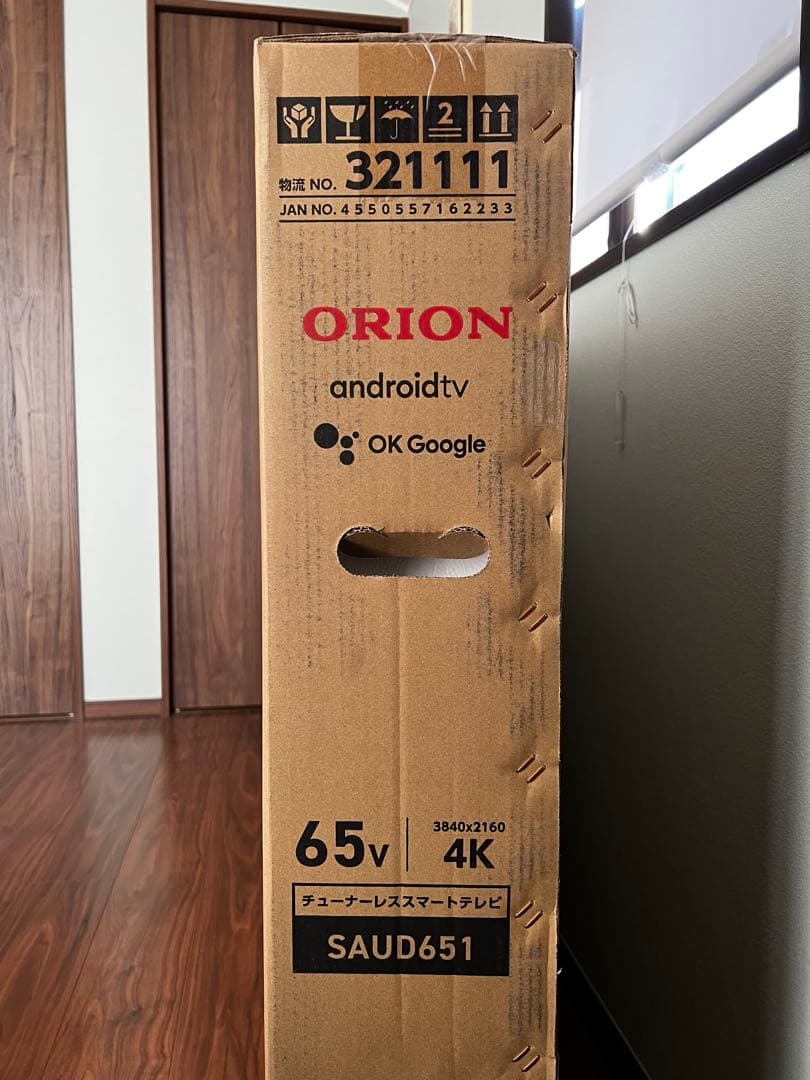 2
物流 NO. 321111
JAN NO. 4550557162233
ORION
androidtv
OK Google
65V
3840x2160
4K
チューナーレススマートテレビ
SAUD651